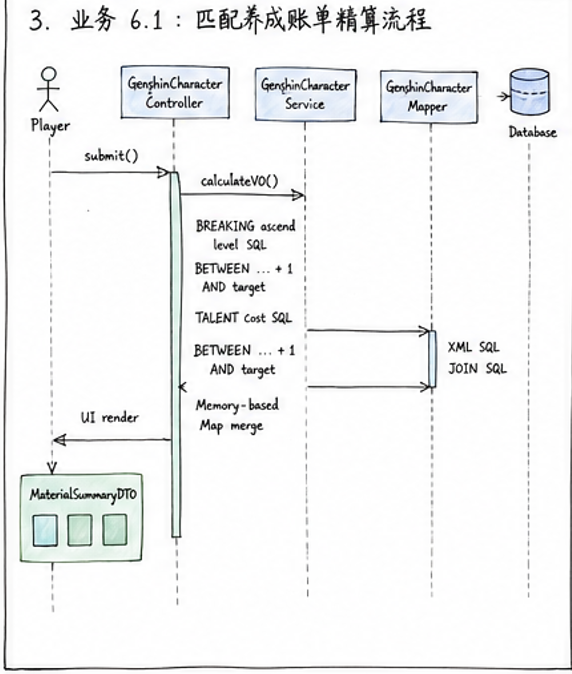 3. 业务 6.1 : 匹配养成账单精算流程
Player
GenshinCharacter
Controller
GenshinCharacter
Service
GenshinCharacter
Mapper
Database
submit()
calculateVO()
BREAKING ascend
level SQL
BETWEEN ... + 1
AND target
TALENT cost SQL
BETWEEN ... + 1
AND target
XML SQL
JOIN SQL
Memory-based
Map merge
UI render
MaterialSummaryDTO